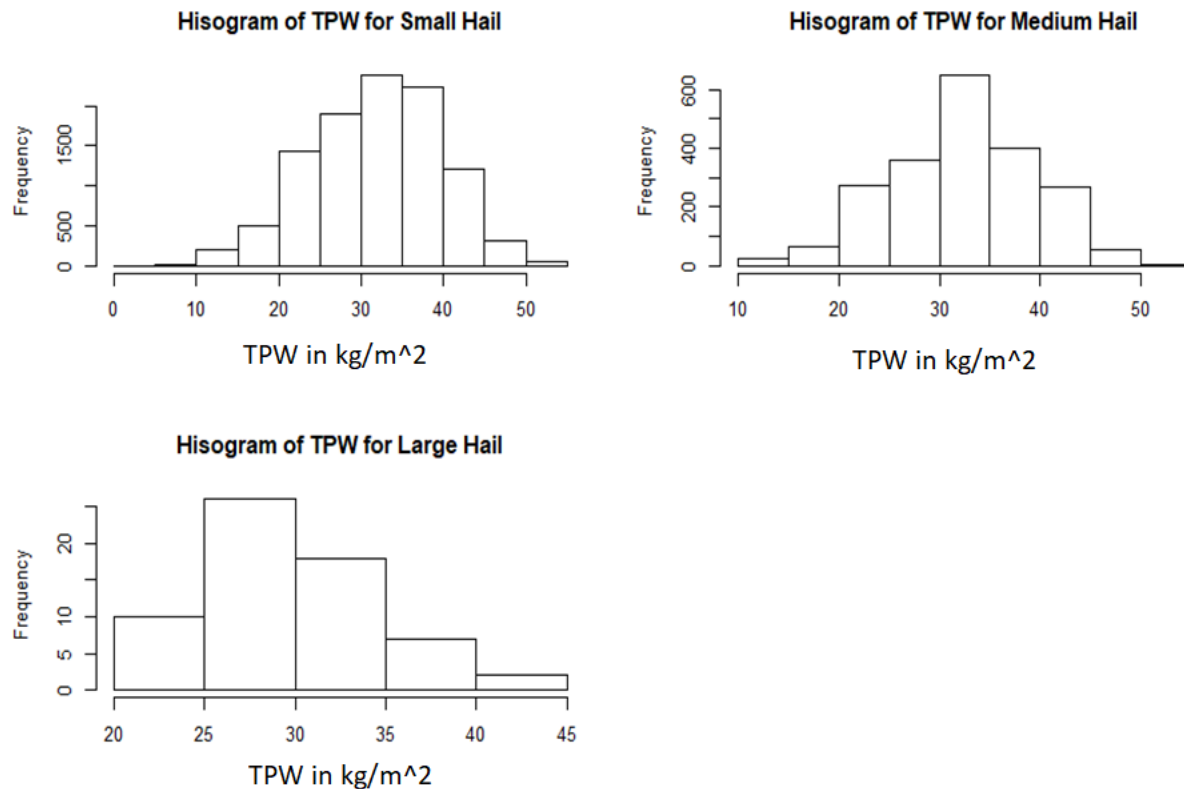 Hisogram of TPW for Small Hail
Frequency
0 500 1500
0 10 20 30 40 50
TPW in kg/m^2
Hisogram of TPW for Medium Hail
Frequency
0 200 400 600
10 20 30 40 50
TPW in kg/m^2
Hisogram of TPW for Large Hail
Frequency
0 5 10 20
20 25 30 35 40 45
TPW in kg/m^2